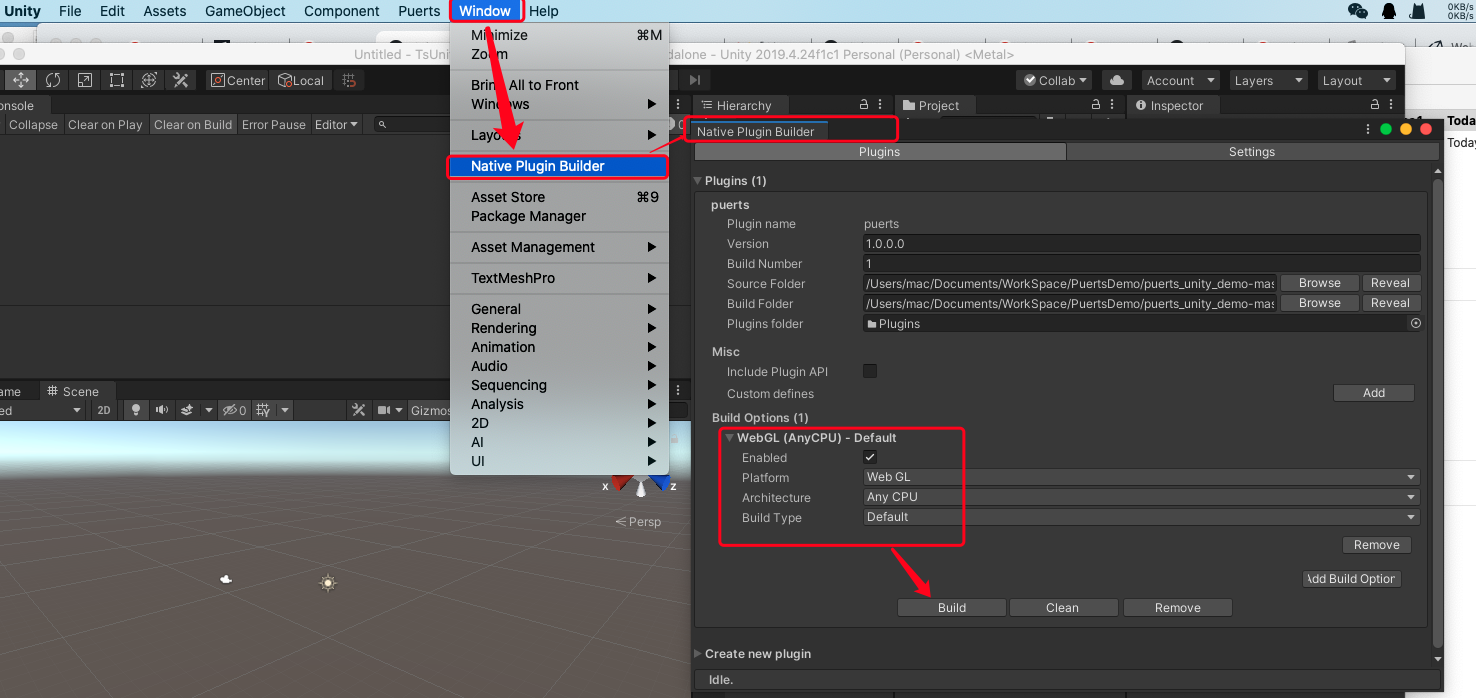 Unity File Edit Assets GameObject Component Puerts Window Help
0KB/s
0KB/s
Untitled - TsUni
dalone - Unity 2019.4.24f1c1 Personal (Personal) <Metal>
Center Local
Collab Account Layers Layout
onsole
Collapse Clear on Play Clear on Build Error Pause Editor
Minimize ⌘M
Zoom
Bring All to Front
Windows
Layouts
Native Plugin Builder
Asset Store ⌘9
Package Manager
Asset Management
TextMeshPro
General
Rendering
Animation
Audio
Sequencing
Analysis
2D
AI
UI
Hierarchy Project Inspector
Native Plugin Builder
Plugins Settings
Plugins (1)
puerts
Plugin name puerts
Version 1.0.0.0
Build Number 1
Source Folder /Users/mac/Documents/WorkSpace/PuertsDemo/puerts_unity_demo-mas Browse Reveal
Build Folder /Users/mac/Documents/WorkSpace/PuertsDemo/puerts_unity_demo-mas Browse Reveal
Plugins folder Plugins
Misc
Include Plugin API
Custom defines Add
Build Options (1)
WebGL (AnyCPU) - Default
Enabled
Platform Web GL
Architecture Any CPU
Build Type Default
Remove
Add Build Option
Build Clean Remove
Create new plugin
Idle.
Toda
Today
ame Scene
ed 2D 0 Gizmos
x z
Persp